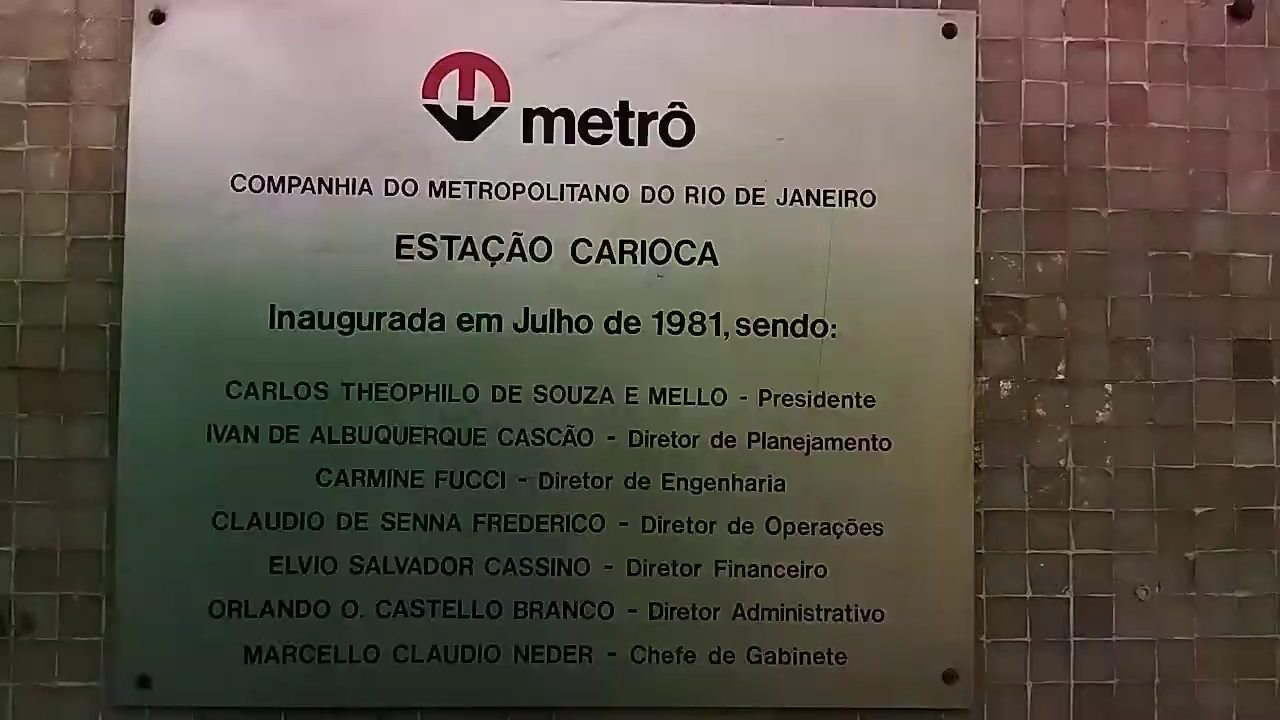 metrô
COMPANHIA DO METROPOLITANO DO RIO DE JANEIRO
ESTAÇÃO CARIOCA
Inaugurada em Julho de 1981, sendo:
CARLOS THEOPHILO DE SOUZA E MELLO - Presidente
IVAN DE ALBUQUERQUE CASCÃO - Diretor de Planejamento
CARMINE FUCCI - Diretor de Engenharia
CLAUDIO DE SENNA FREDERICO - Diretor de Operações
ELVIO SALVADOR CASSINO - Diretor Financeiro
ORLANDO O. CASTELLO BRANCO - Diretor Administrativo
MARCELLO CLAUDIO NEDER - Chefe de Gabinete